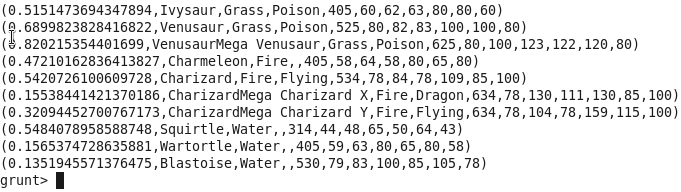 (0.5151473694347894,Ivysaur,Grass,Poison,405,60,62,63,80,80,60)
(0.6899823828416822,Venusaur,Grass,Poison,525,80,82,83,100,100,80)
(0.820215354401699,VenusaurMega Venusaur,Grass,Poison,625,80,100,123,122,120,80)
(0.47210162836413827,Charmeleon,Fire,,405,58,64,58,80,65,80)
(0.5420726100609728,Charizard,Fire,Flying,534,78,84,78,109,85,100)
(0.15538441421370186,CharizardMega Charizard X,Fire,Dragon,634,78,130,111,130,85,100)
(0.32094452700767173,CharizardMega Charizard Y,Fire,Flying,634,78,104,78,159,115,100)
(0.5484078958588748,Squirtle,Water,,314,44,48,65,50,64,43)
(0.1565374728635881,Wartortle,Water,,405,59,63,80,65,80,58)
(0.1351945571376475,Blastoise,Water,,530,79,83,100,85,105,78)
grunt>